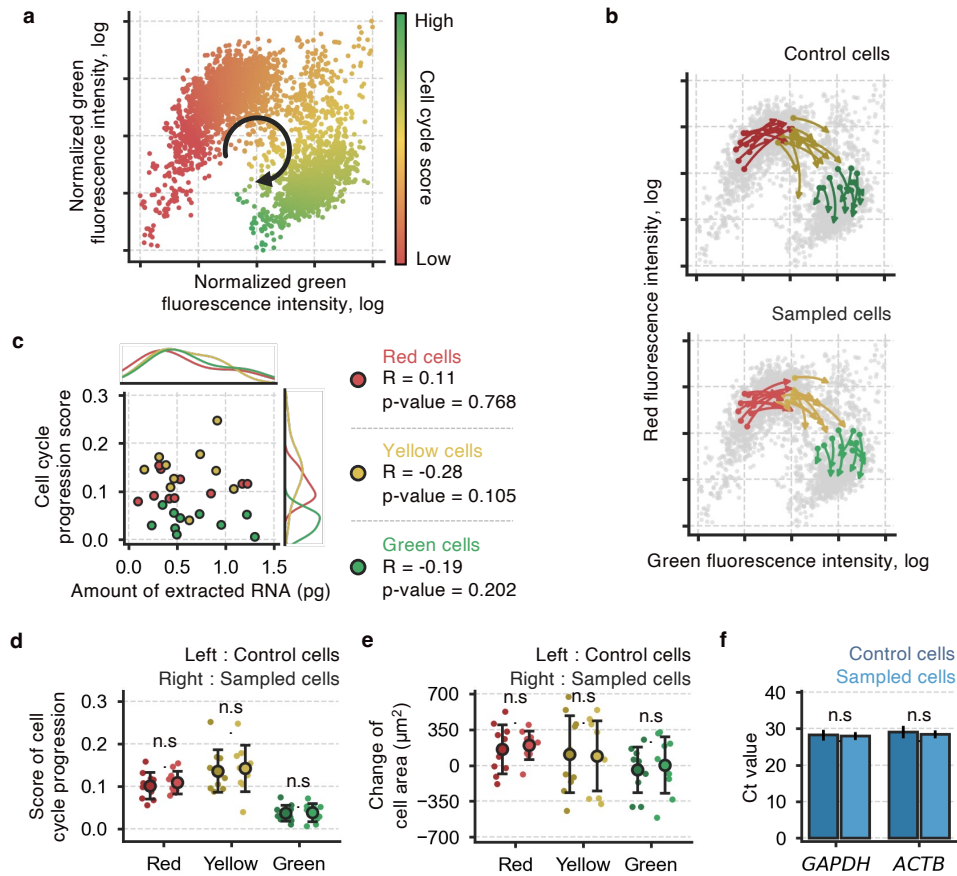 a
Normalized green
fluorescence intensity, log
High
Cell cycle score
Low
Normalized green
fluorescence intensity, log
b
Control cells
Sampled cells
Red fluorescence intensity, log
Green fluorescence intensity, log
c
0.3
0.2
0.1
0.0
Cell cycle
progression score
0.0
0.5
1.0
1.5
Amount of extracted RNA (pg)
Red cells
R = 0.11
p-value = 0.768
Yellow cells
R = -0.28
p-value = 0.105
Green cells
R = -0.19
p-value = 0.202
d
Left : Control cells
Right : Sampled cells
Score of cell
cycle progression
0.3
0.2
0.1
0.0
n.s
n.s
n.s
Red
Yellow
Green
e
Left : Control cells
Right : Sampled cells
Change of
cell area (μm²)
700
350
0
−350
−700
n.s
n.s
n.s
Red
Yellow
Green
f
Control cells
Sampled cells
Ct value
40
30
20
10
0
n.s
n.s
GAPDH
ACTB